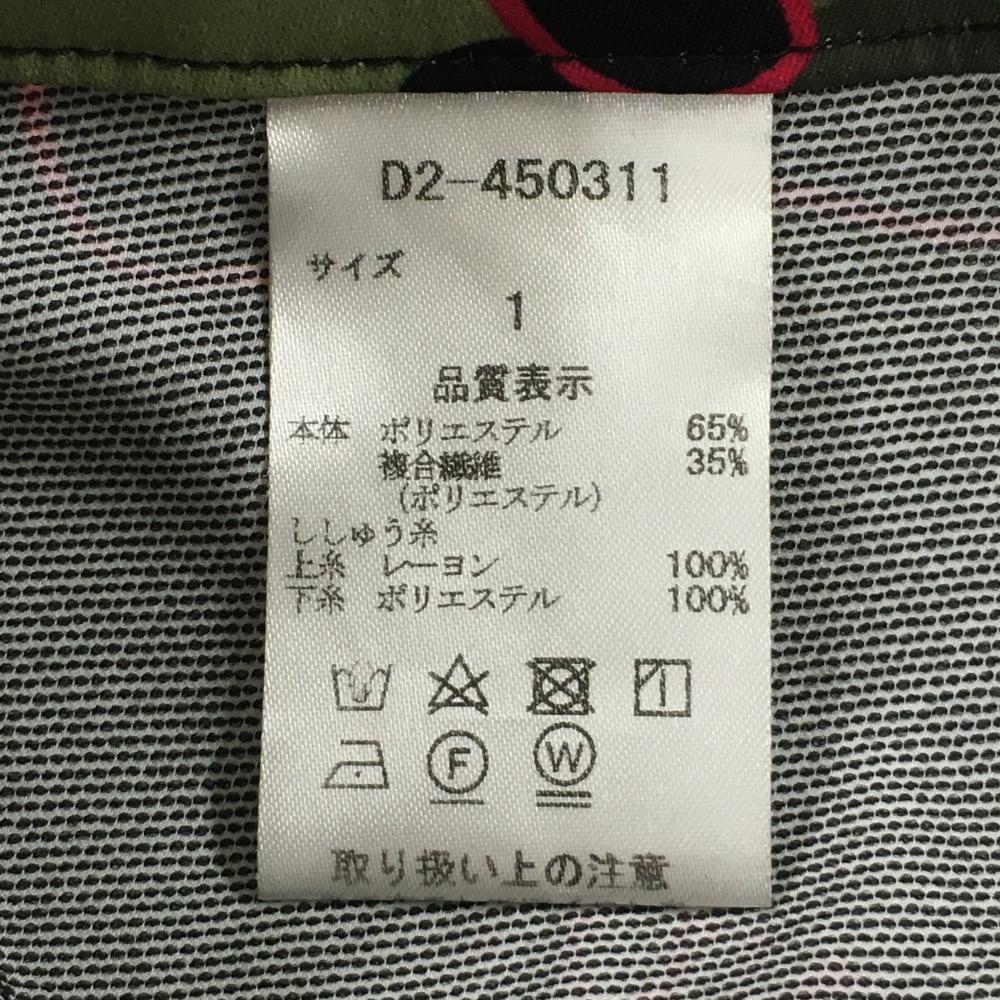 D2-450311
サイズ
1
品質表示
本体 ポリエステル 65%
複合繊維 35%
(ポリエステル)
ししゅう糸
上糸 レーヨン 100%
下糸 ポリエステル 100%
F W
取り扱い上の注意